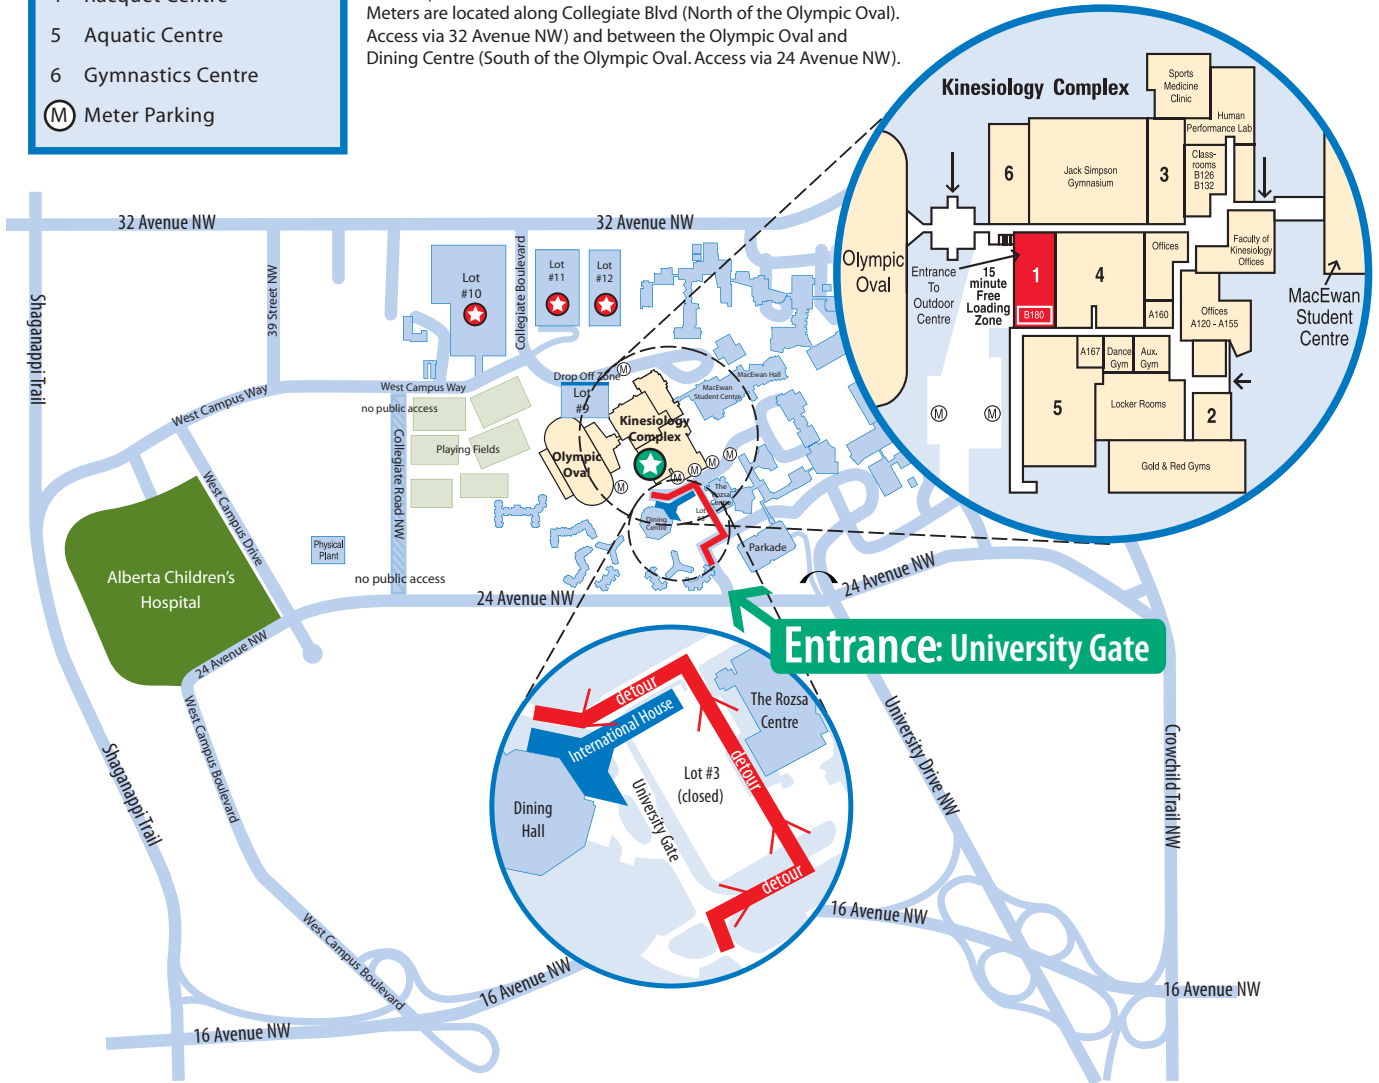 Racquet Centre
5 Aquatic Centre
6 Gymnastics Centre
M Meter Parking
Meters are located along Collegiate Blvd (North of the Olympic Oval).
Access via 32 Avenue NW) and between the Olympic Oval and
Dining Centre (South of the Olympic Oval. Access via 24 Avenue NW).
Kinesiology Complex
Sports
Medicine
Clinic
Human
Performance Lab
Class-
rooms
B126
B132
6
Jack Simpson
Gymnasium
3
Olympic
Oval
Entrance
To
Outdoor
Centre
15
minute
Free
Loading
Zone
1
B180
4
Offices
A160
Faculty of
Kinesiology
Offices
Offices
A120 - A155
MacEwan
Student
Centre
A167
Dance
Gym
Aux.
Gym
5
Locker Rooms
2
Gold & Red Gyms
M
M
32 Avenue NW
32 Avenue NW
Shaganappi Trail
39 Street NW
Collegiate Boulevard
Lot
#10
Lot
#11
Lot
#12
West Campus Way
West Campus Way
no public access
Collegiate Road NW
Playing Fields
Drop Off Zone
Lot
#9
M
MacEwan Hall
MacEwan
Student Centre
Kinesiology
Complex
Olympic
Oval
M
M
M
M
M
The
Rozsa
Centre
Lot
#3
Dining
Centre
Parkade
West Campus Drive
Physical
Plant
no public access
Alberta Children's
Hospital
24 Avenue NW
24 Avenue NW
24 Avenue NW
Entrance: University Gate
West Campus Boulevard
Shaganappi Trail
University Drive NW
Crowchild Trail NW
detour
International House
The Rozsa
Centre
detour
Lot #3
(closed)
University Gate
Dining
Hall
detour
West Campus Boulevard
16 Avenue NW
16 Avenue NW
16 Avenue NW
16 Avenue NW